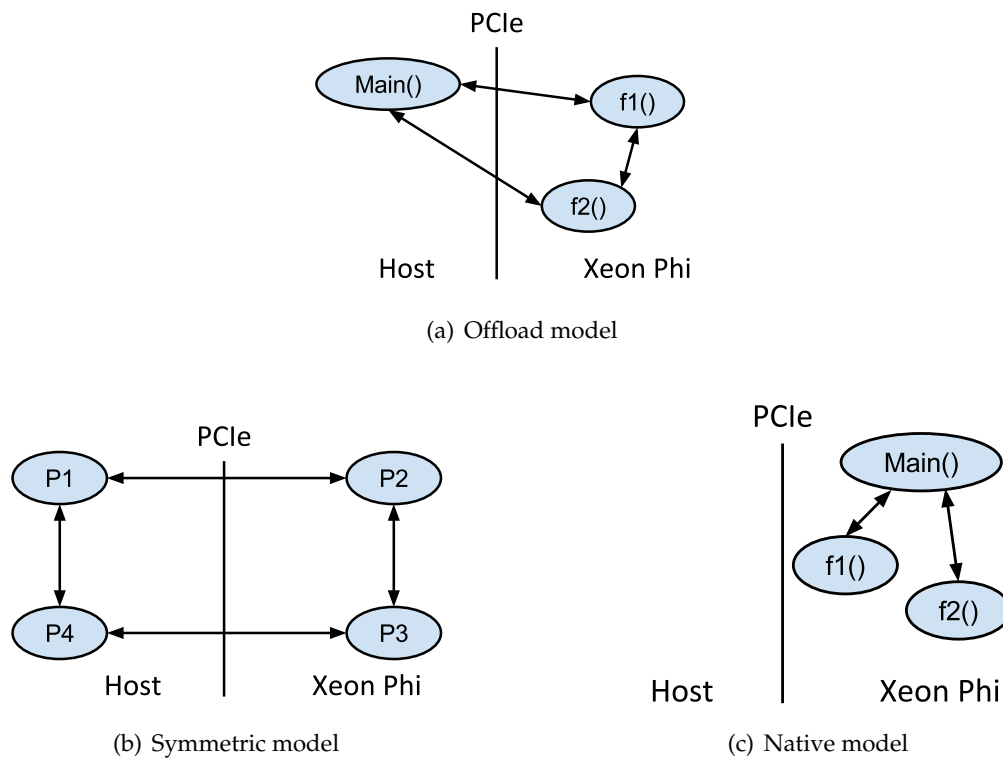 PCIe
Main()
f1()
f2()
Host
Xeon Phi
(a) Offload model
PCIe
P1
P2
P4
P3
Host
Xeon Phi
(b) Symmetric model
PCIe
Main()
f1()
f2()
Host
Xeon Phi
(c) Native model